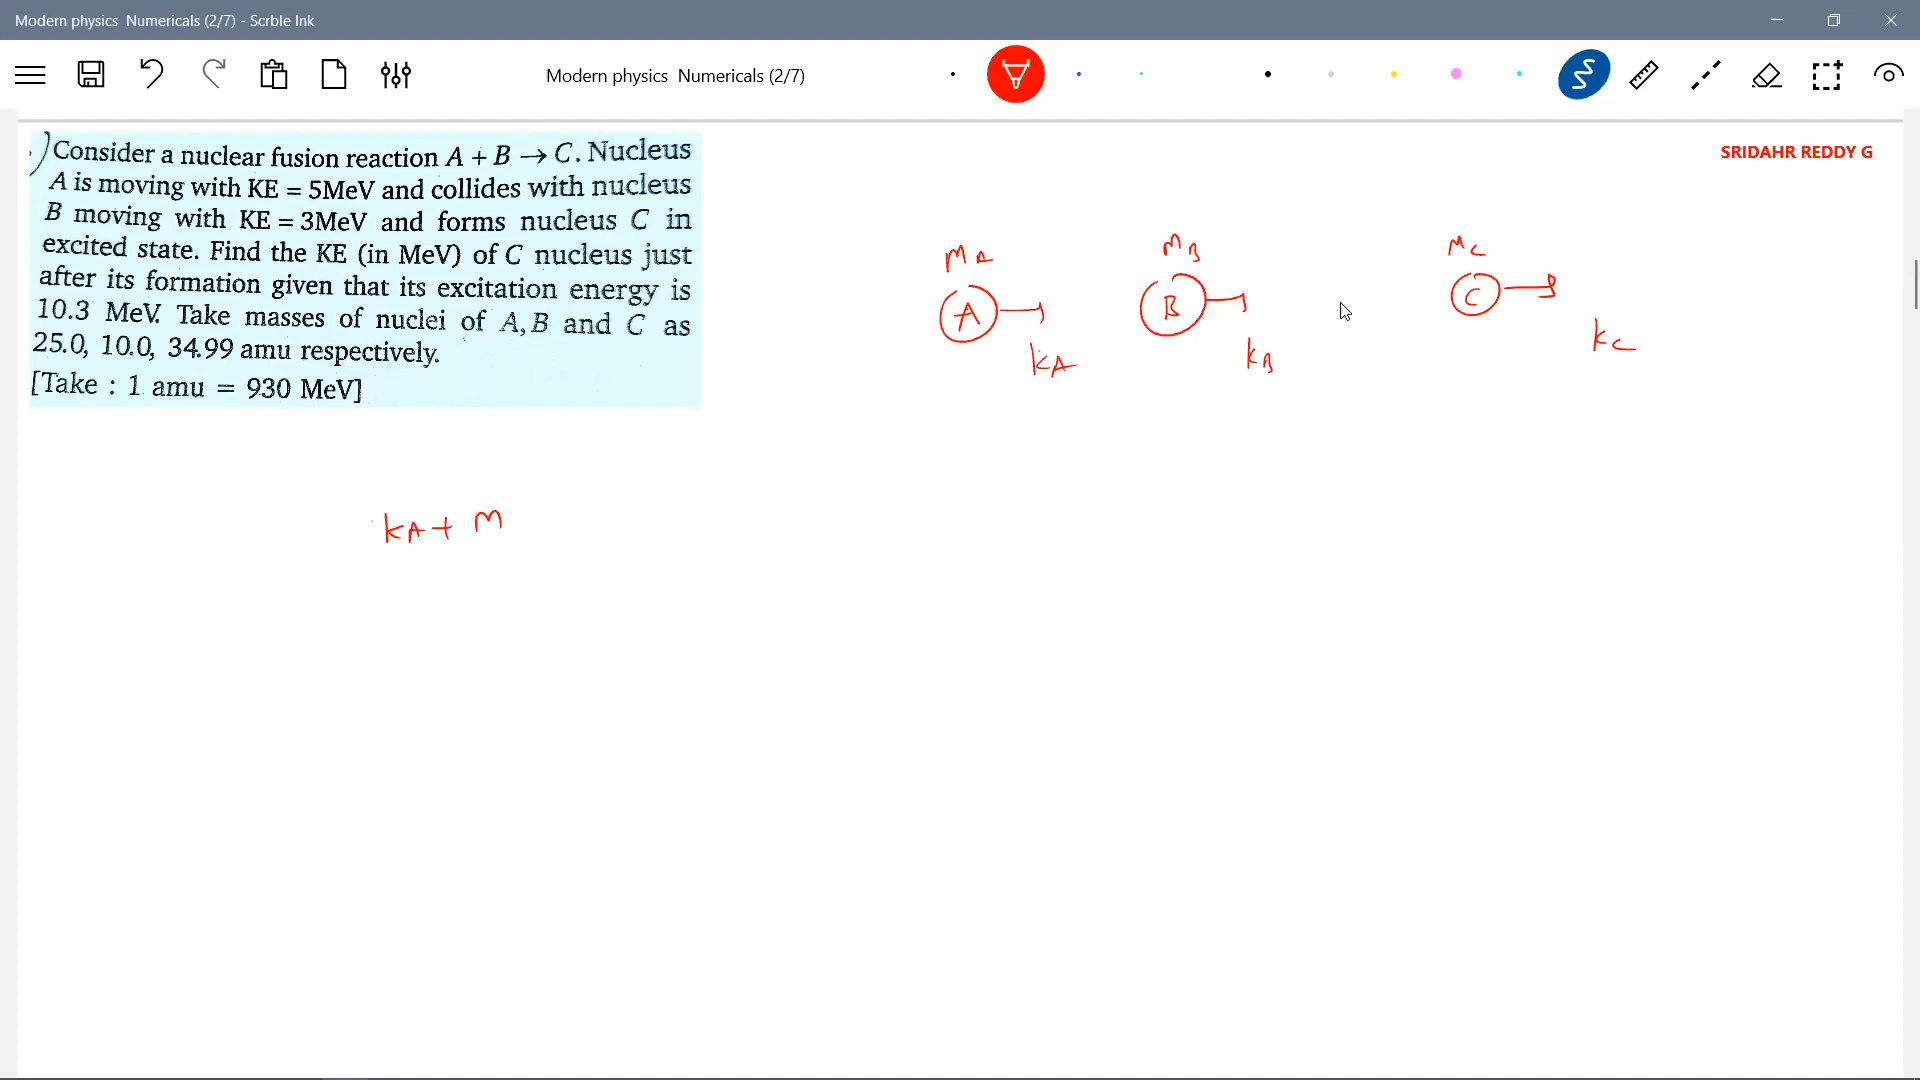 Modern physics Numericals (2/7) - Scrble Ink
Modern physics Numericals (2/7)
SRIDAHR REDDY G
Consider a nuclear fusion reaction A + B → C. Nucleus
A is moving with KE = 5MeV and collides with nucleus
B moving with KE = 3MeV and forms nucleus C in
excited state. Find the KE (in MeV) of C nucleus just
after its formation given that its excitation energy is
10.3 MeV. Take masses of nuclei of A, B and C as
25.0, 10.0, 34.99 amu respectively.
[Take : 1 amu = 930 MeV]
MA MB MC
A B C
KA KB KC
KA + M